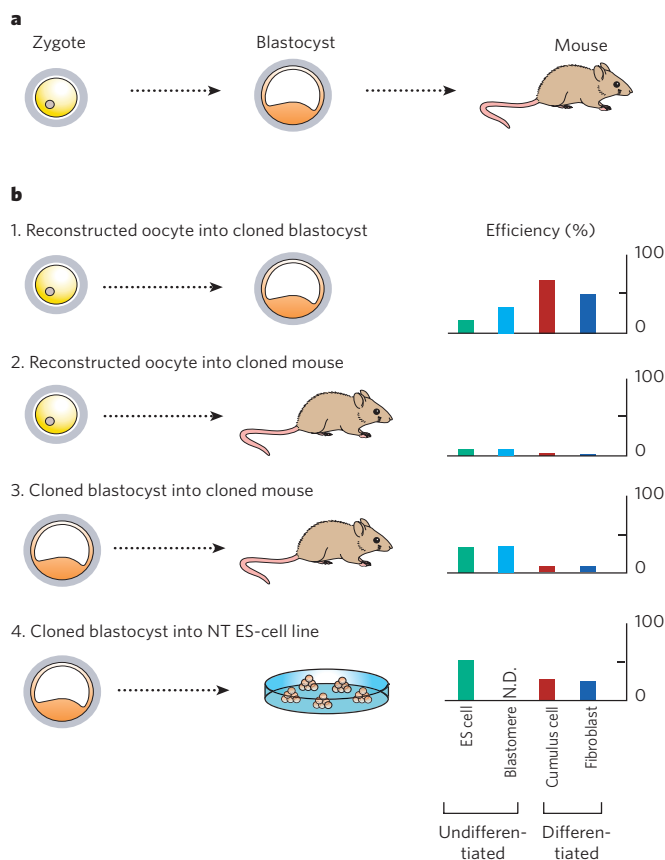 a
Zygote
Blastocyst
Mouse
b
1. Reconstructed oocyte into cloned blastocyst
Efficiency (%)
100
0
2. Reconstructed oocyte into cloned mouse
100
0
3. Cloned blastocyst into cloned mouse
100
0
4. Cloned blastocyst into NT ES-cell line
100
N.D.
0
ES cell
Blastomere
Cumulus cell
Fibroblast
Undifferen-
tiated
Differen-
tiated